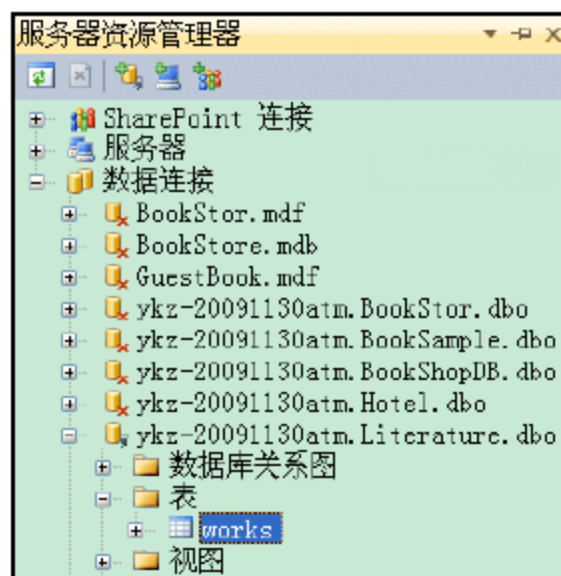 服务器资源管理器
SharePoint 连接
服务器
数据连接
BookStor.mdf
BookStore.mdb
GuestBook.mdf
ykz-20091130atm.BookStor.dbo
ykz-20091130atm.BookSample.dbo
ykz-20091130atm.BookShopDB.dbo
ykz-20091130atm.Hotel.dbo
ykz-20091130atm.Literature.dbo
数据库关系图
表
works
视图